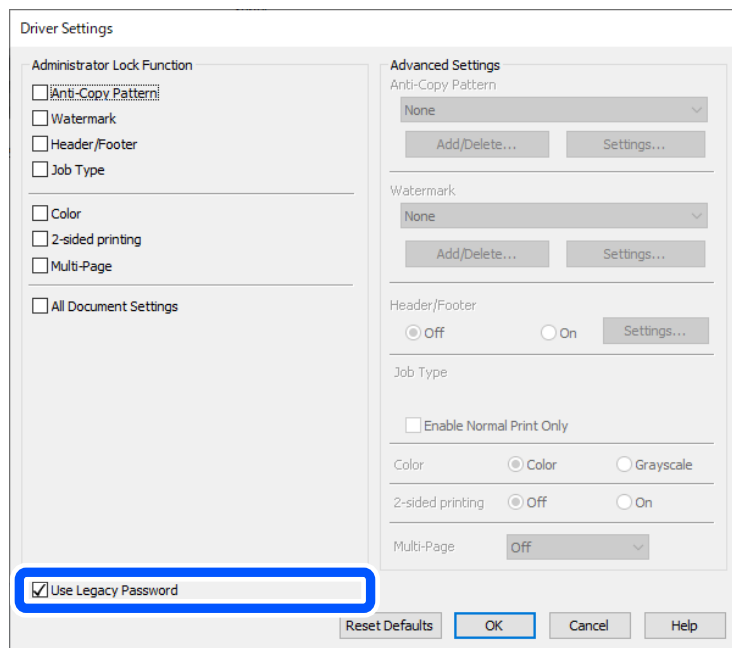 Driver Settings
Administrator Lock Function
Anti-Copy Pattern
Watermark
Header/Footer
Job Type
Color
2-sided printing
Multi-Page
All Document Settings
Use Legacy Password
Advanced Settings
Anti-Copy Pattern
None
Add/Delete... Settings...
Watermark
None
Add/Delete... Settings...
Header/Footer
Off On Settings...
Job Type
Enable Normal Print Only
Color Color Grayscale
2-sided printing Off On
Multi-Page Off
Reset Defaults OK Cancel Help